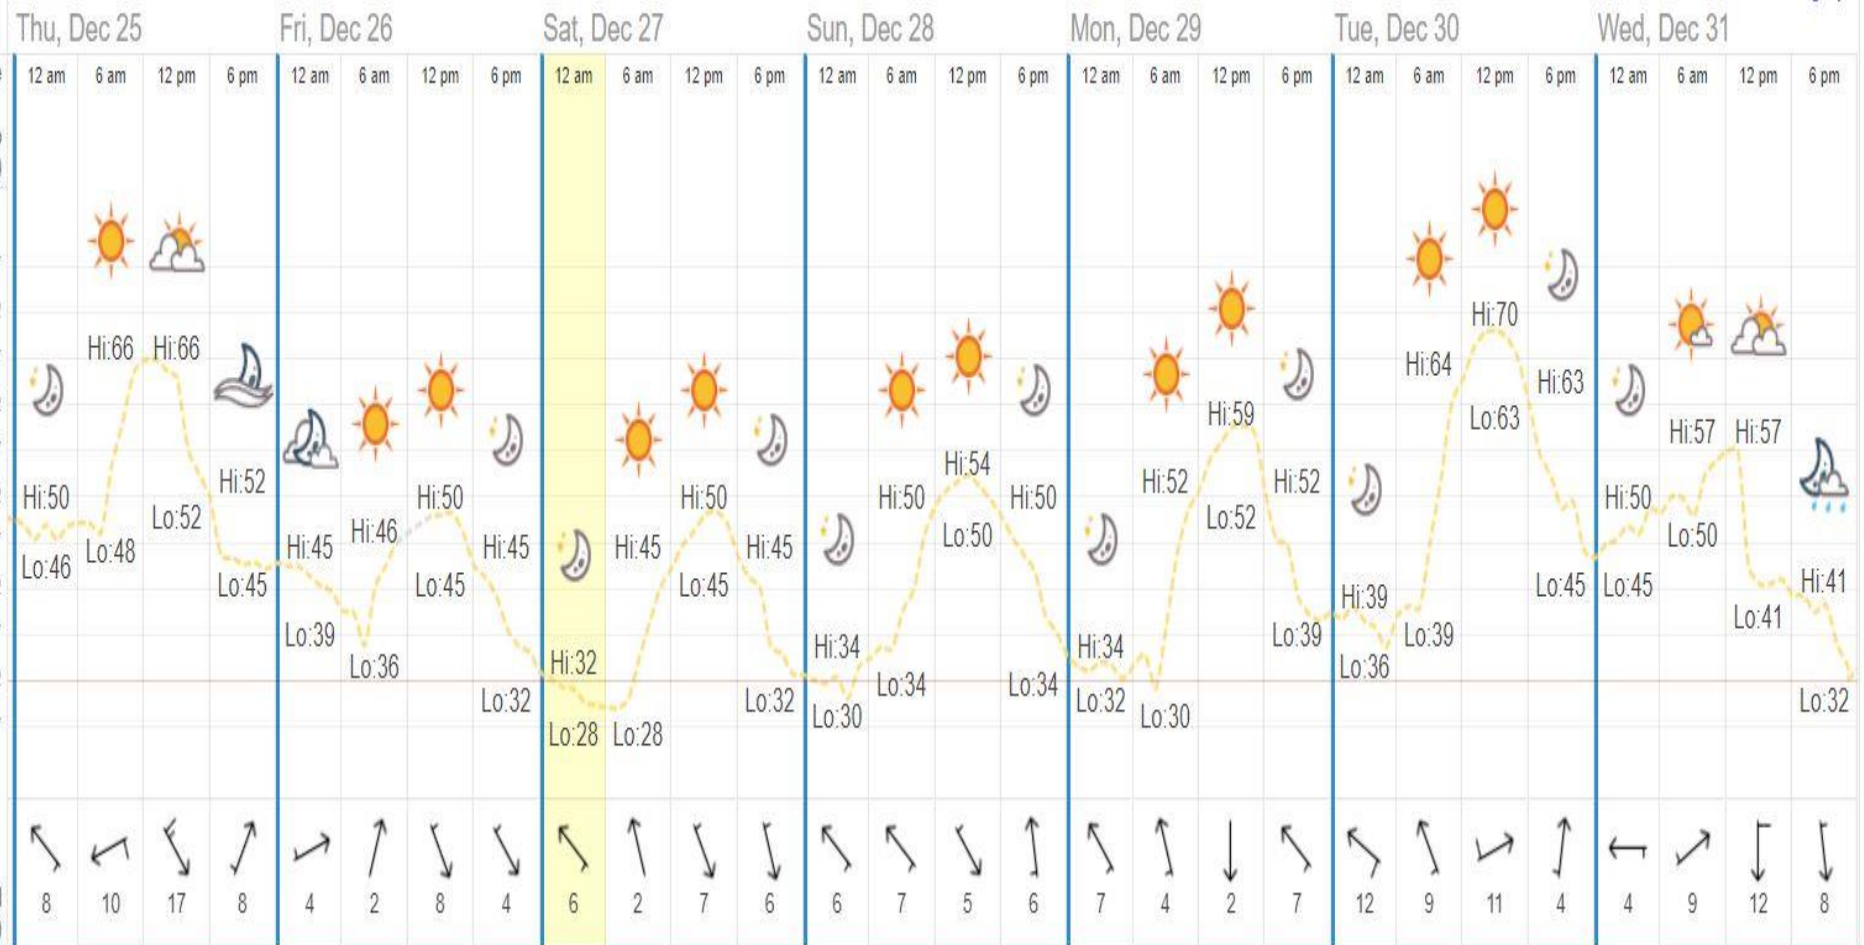 Thu, Dec 25 Fri, Dec 26 Sat, Dec 27 Sun, Dec 28 Mon, Dec 29 Tue, Dec 30 Wed, Dec 31
12 am 6 am 12 pm 6 pm 12 am 6 am 12 pm 6 pm 12 am 6 am 12 pm 6 pm 12 am 6 am 12 pm 6 pm 12 am 6 am 12 pm 6 pm 12 am 6 am 12 pm 6 pm 12 am 6 am 12 pm 6 pm
Hi:50 Hi:66 Hi:66 Hi:52 Hi:45 Hi:46 Hi:50 Hi:45 Hi:32 Hi:45 Hi:50 Hi:45 Hi:34 Hi:50 Hi:54 Hi:50 Hi:34 Hi:52 Hi:59 Hi:52 Hi:39 Hi:64 Hi:70 Hi:63 Hi:50 Hi:57 Hi:57 Hi:41
Lo:46 Lo:48 Lo:52 Lo:45 Lo:39 Lo:36 Lo:45 Lo:32 Lo:28 Lo:28 Lo:45 Lo:32 Lo:30 Lo:34 Lo:50 Lo:34 Lo:32 Lo:30 Lo:52 Lo:39 Lo:36 Lo:39 Lo:63 Lo:45 Lo:45 Lo:50 Lo:41 Lo:32
8 10 17 8 4 2 8 4 6 2 7 6 6 7 5 6 7 4 2 7 12 9 11 4 4 9 12 8